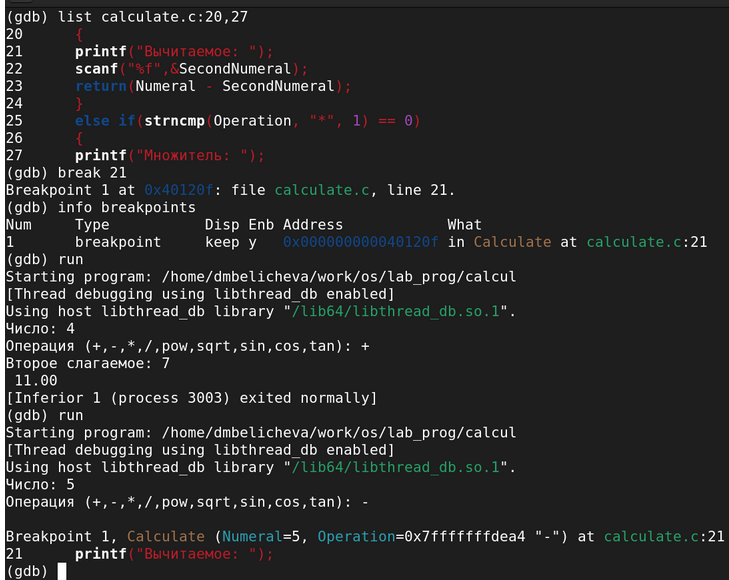 (gdb) list calculate.c:20,27
20      {
21      printf("Вычитаемое: ");
22      scanf("%f",&SecondNumeral);
23      return(Numeral - SecondNumeral);
24      }
25      else if(strncmp(Operation, "*", 1) == 0)
26      {
27      printf("Множитель: ");
(gdb) break 21
Breakpoint 1 at 0x40120f: file calculate.c, line 21.
(gdb) info breakpoints
Num     Type           Disp Enb Address            What
1       breakpoint     keep y   0x000000000040120f in Calculate at calculate.c:21
(gdb) run
Starting program: /home/dmbelicheva/work/os/lab_prog/calcul
[Thread debugging using libthread_db enabled]
Using host libthread_db library "/lib64/libthread_db.so.1".
Число: 4
Операция (+,-,*,/,pow,sqrt,sin,cos,tan): +
Второе слагаемое: 7
 11.00
[Inferior 1 (process 3003) exited normally]
(gdb) run
Starting program: /home/dmbelicheva/work/os/lab_prog/calcul
[Thread debugging using libthread_db enabled]
Using host libthread_db library "/lib64/libthread_db.so.1".
Число: 5
Операция (+,-,*,/,pow,sqrt,sin,cos,tan): -
Breakpoint 1, Calculate (Numeral=5, Operation=0x7fffffffdea4 "-") at calculate.c:21
21      printf("Вычитаемое: ");
(gdb)